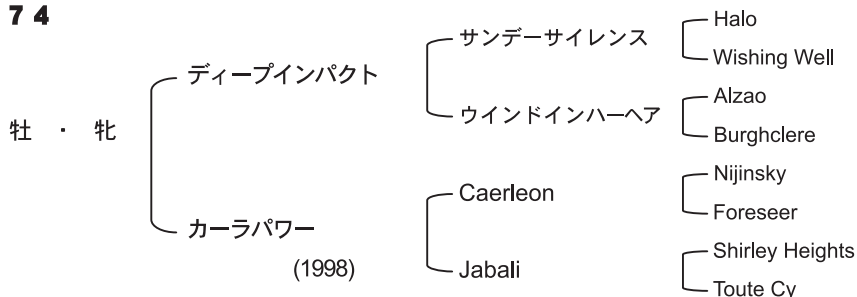 74
牡 ・ 牝
ディープインパクト
カーラパワー
(1998)
サンデーサイレンス
ウインドインハーヘア
Caerleon
Jabali
Halo
Wishing Well
Alzao
Burghclere
Nijinsky
Foreseer
Shirley Heights
Toute Cy